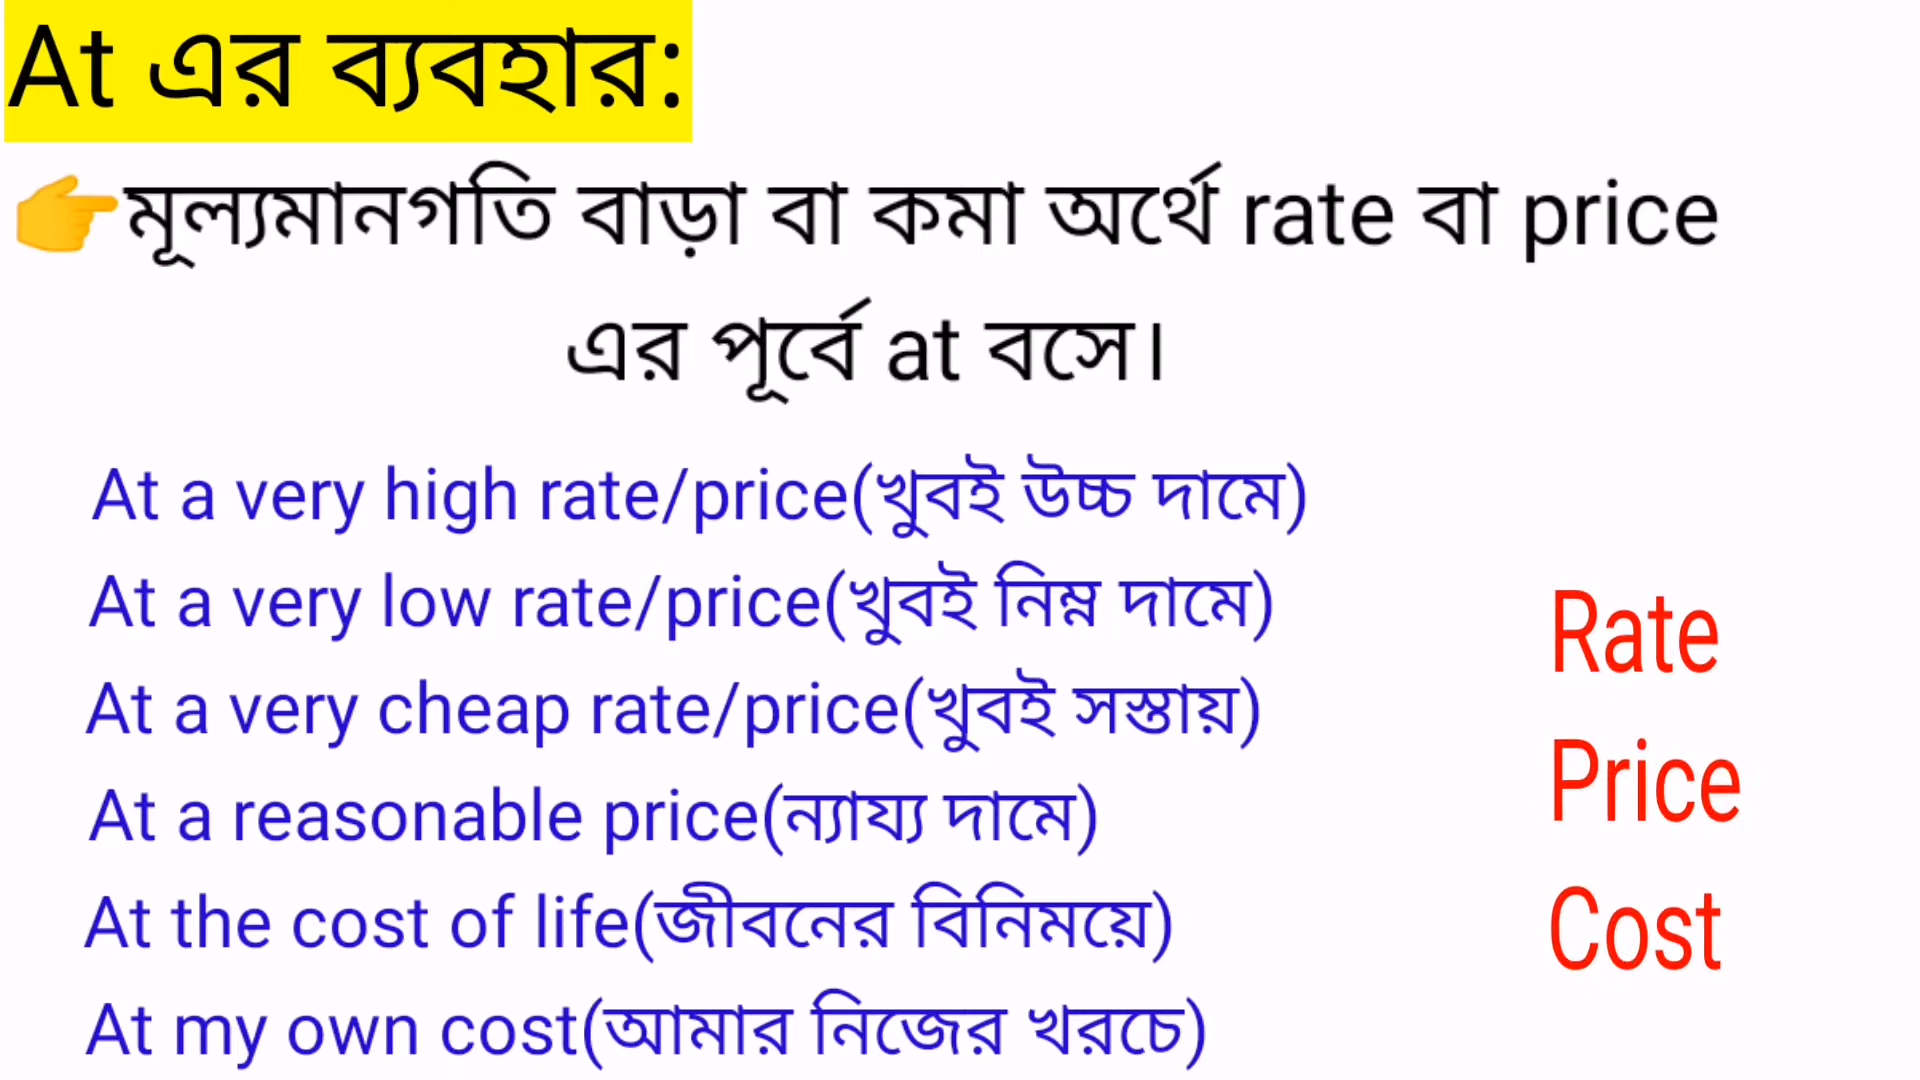 At এর ব্যবহার:
👉মূল্যমানগতি বাড়া বা কমা অর্থে rate বা price
এর পূর্বে at বসে।
At a very high rate/price(খুবই উচ্চ দামে)
At a very low rate/price(খুবই নিম্ন দামে)
At a very cheap rate/price(খুবই সস্তায়)
At a reasonable price(ন্যায্য দামে)
At the cost of life(জীবনের বিনিময়ে)
At my own cost(আমার নিজের খরচে)
Rate
Price
Cost